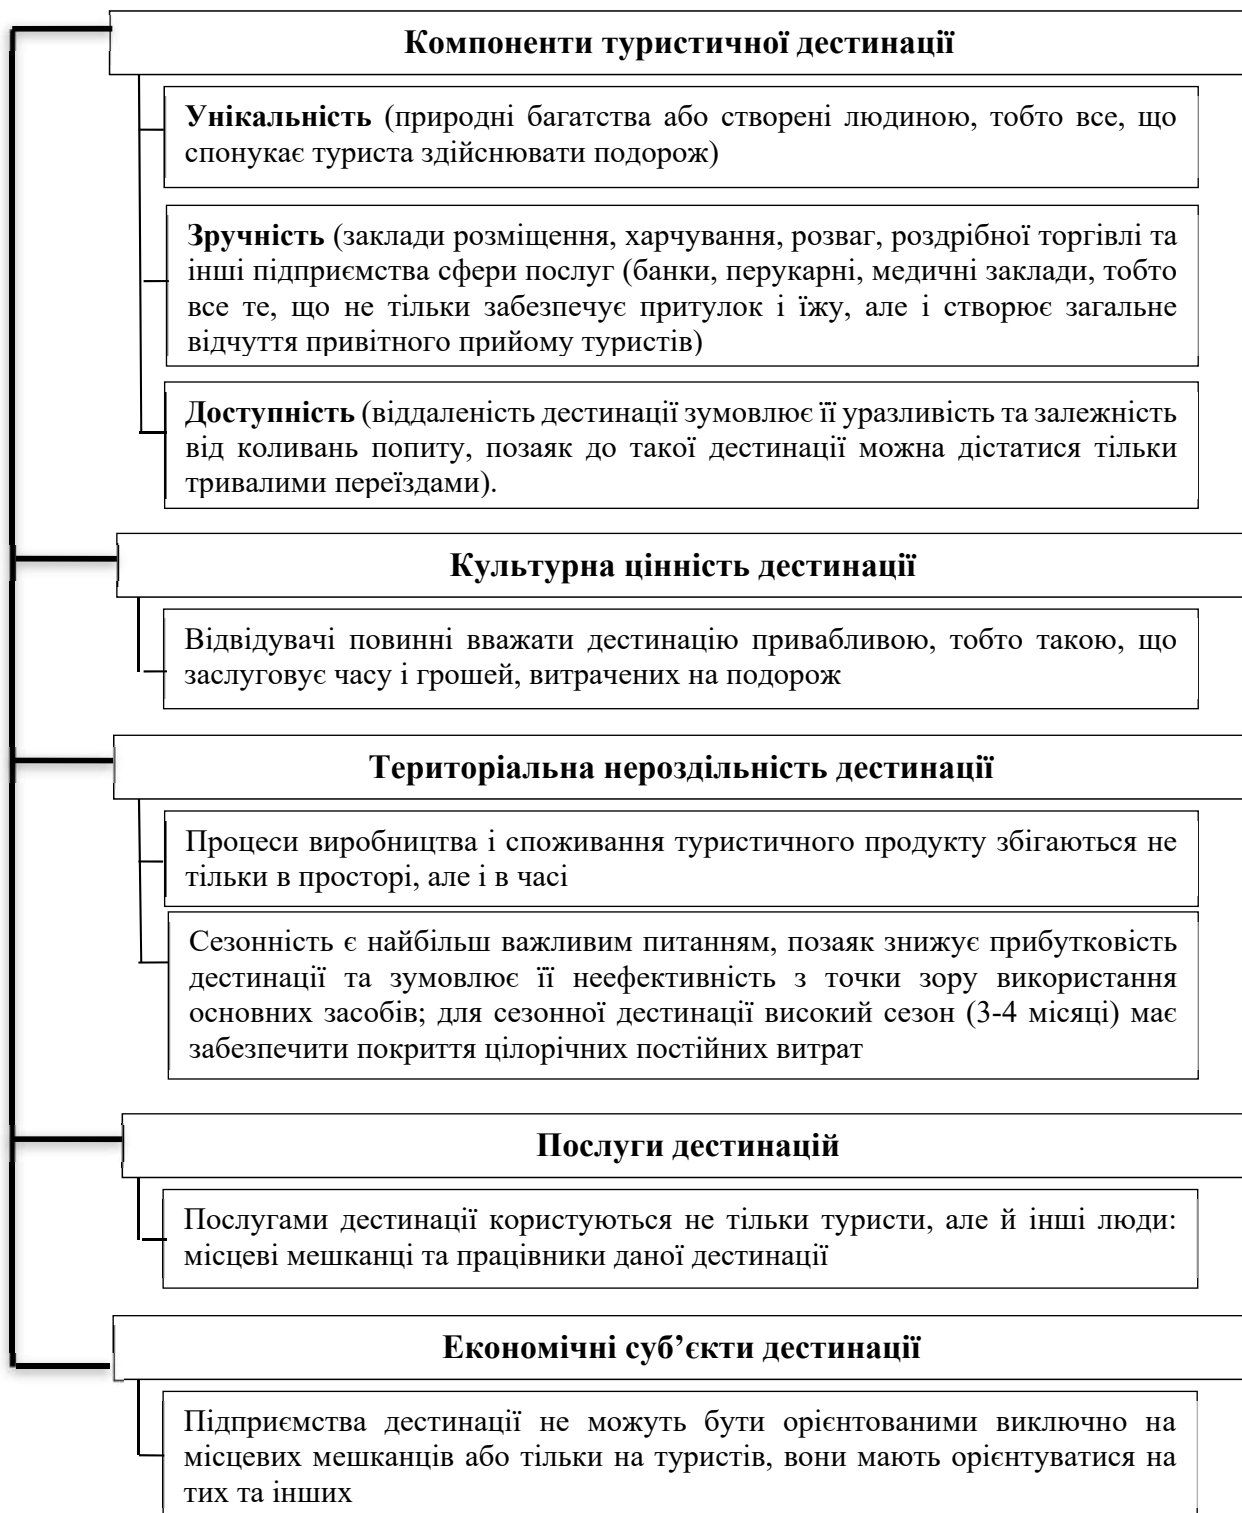 Компоненти туристичної дестинації
Унікальність (природні багатства або створені людиною, тобто все, що
спонукає туриста здійснювати подорож)
Зручність (заклади розміщення, харчування, розваг, роздрібної торгівлі та
інші підприємства сфери послуг (банки, перукарні, медичні заклади, тобто
все те, що не тільки забезпечує притулок і їжу, але і створює загальне
відчуття привітного прийому туристів)
Доступність (віддаленість дестинації зумовлює її уразливість та залежність
від коливань попиту, позаяк до такої дестинації можна дістатися тільки
тривалими переїздами).
Культурна цінність дестинації
Відвідувачі повинні вважати дестинацію привабливою, тобто такою, що
заслуговує часу і грошей, витрачених на подорож
Територіальна нероздільність дестинації
Процеси виробництва і споживання туристичного продукту збігаються не
тільки в просторі, але і в часі
Сезонність є найбільш важливим питанням, позаяк знижує прибутковість
дестинації та зумовлює її неефективність з точки зору використання
основних засобів; для сезонної дестинації високий сезон (3-4 місяці) має
забезпечити покриття цілорічних постійних витрат
Послуги дестинацій
Послугами дестинації користуються не тільки туристи, але й інші люди:
місцеві мешканці та працівники даної дестинації
Економічні суб’єкти дестинації
Підприємства дестинації не можуть бути орієнтованими виключно на
місцевих мешканців або тільки на туристів, вони мають орієнтуватися на
тих та інших